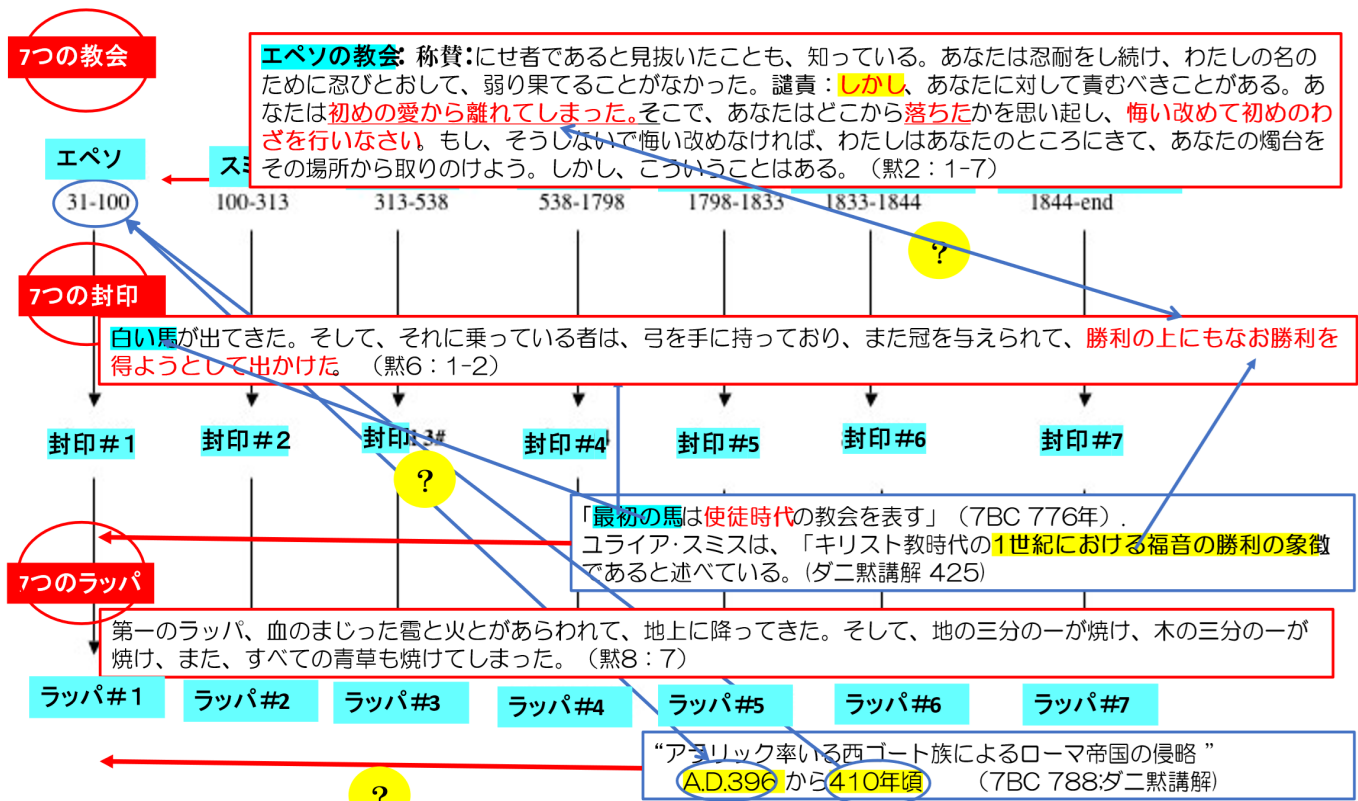 7つの教会
エペソの教会: 称賛:にせ者であると見抜いたことも、知っている。あなたは忍耐をし続け、わたしの名の
ために忍びとおして、弱り果てることがなかった。譴責：しかし、あなたに対して責むべきことがある。あ
なたは初めの愛から離れてしまった。そこで、あなたはどこから落ちたかを思い起し、悔い改めて初めのわ
ざを行いなさい。もし、そうしないで悔い改めなければ、わたしはあなたのところにきて、あなたの燭台を
その場所から取りのけよう。しかし、こういうことはある。（黙2：1-7）
エペソ
31-100 100-313 313-538 538-1798 1798-1833 1833-1844 1844-end
?
7つの封印
白い馬が出てきた。そして、それに乗っている者は、弓を手に持っており、また冠を与えられて、勝利の上にもなお勝利を
得ようとして出かけた。（黙6：1-2）
封印＃1 封印＃2 封印 3# 封印#4 封印#5 封印#6 封印#7
?
「最初の馬は使徒時代の教会を表す」（7BC 776年）.
ユライア・スミスは、「キリスト教時代の1世紀における福音の勝利の象徴
であると述べている。(ダニ黙講解 425)
7つのラッパ
第一のラッパ、血のまじった雹と火とがあらわれて、地上に降ってきた。そして、地の三分の一が焼け、木の三分の一が
焼け、また、すべての青草も焼けてしまった。（黙8：7）
ラッパ＃1 ラッパ#2 ラッパ#3 ラッパ#4 ラッパ#5 ラッパ#6 ラッパ#7
“アラリック率いる西ゴート族によるローマ帝国の侵略 ”
A.D.396 から410年頃 （7BC 788;ダニ黙講解)
?